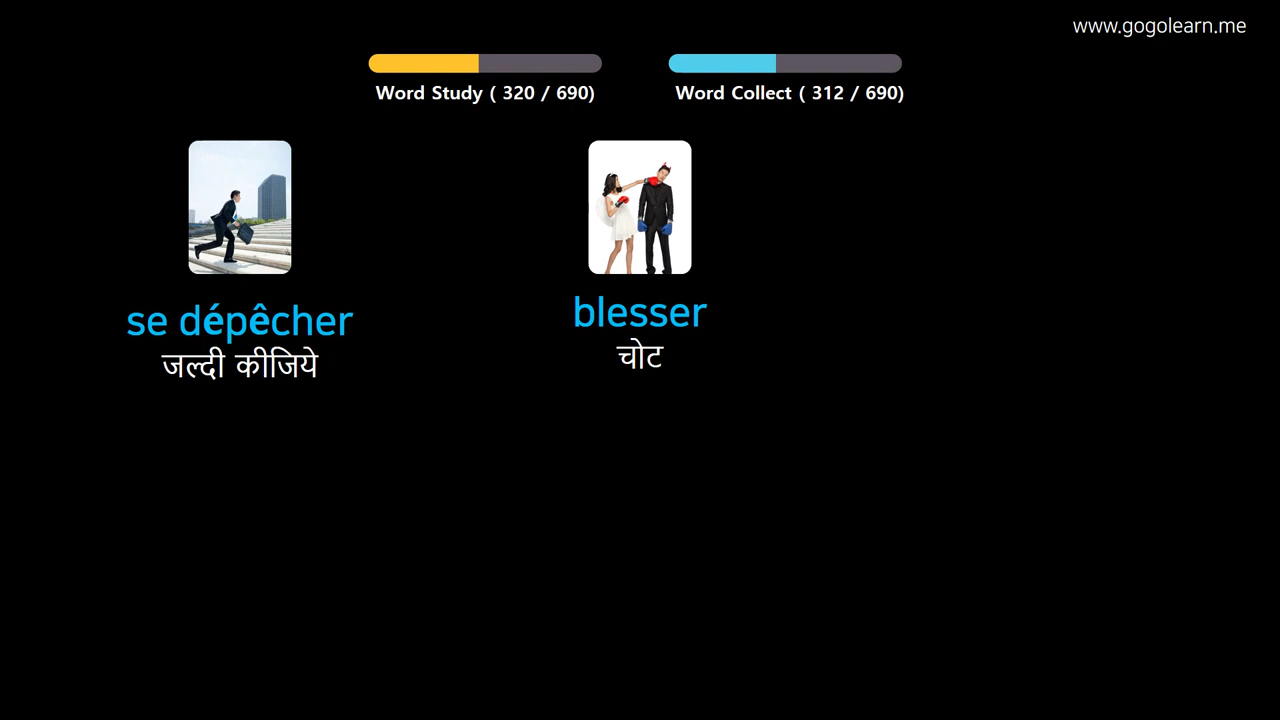 www.gogolearn.me
Word Study ( 320 / 690)
Word Collect ( 312 / 690)
se dépêcher
जल्दी कीजिये
blesser
चोट